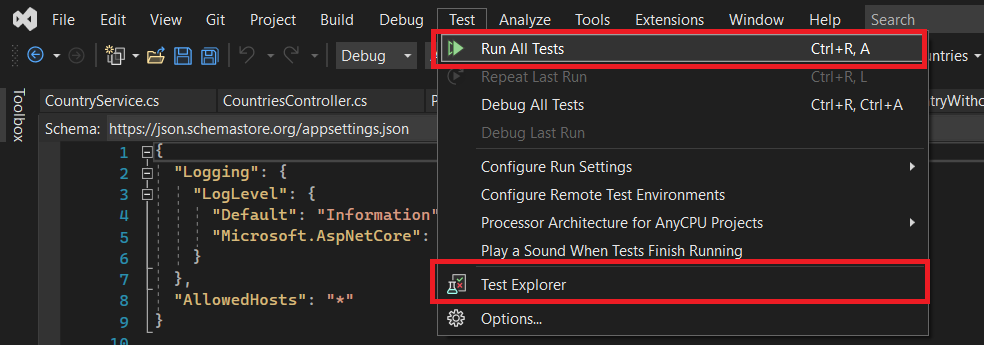 File Edit View Git Project Build Debug Test Analyze Tools Extensions Window Help Search
Debug
Run All Tests Ctrl+R, A
Repeat Last Run Ctrl+R, L
Debug All Tests Ctrl+R, Ctrl+A
Debug Last Run
Configure Run Settings
Configure Remote Test Environments
Processor Architecture for AnyCPU Projects
Play a Sound When Tests Finish Running
Test Explorer
Options...
Toolbox
CountryService.cs CountriesController.cs
Schema: https://json.schemastore.org/appsettings.json
1 {
2 "Logging": {
3 "LogLevel": {
4 "Default": "Information"
5 "Microsoft.AspNetCore":
6 }
7 },
8 "AllowedHosts": "*"
9 }
10